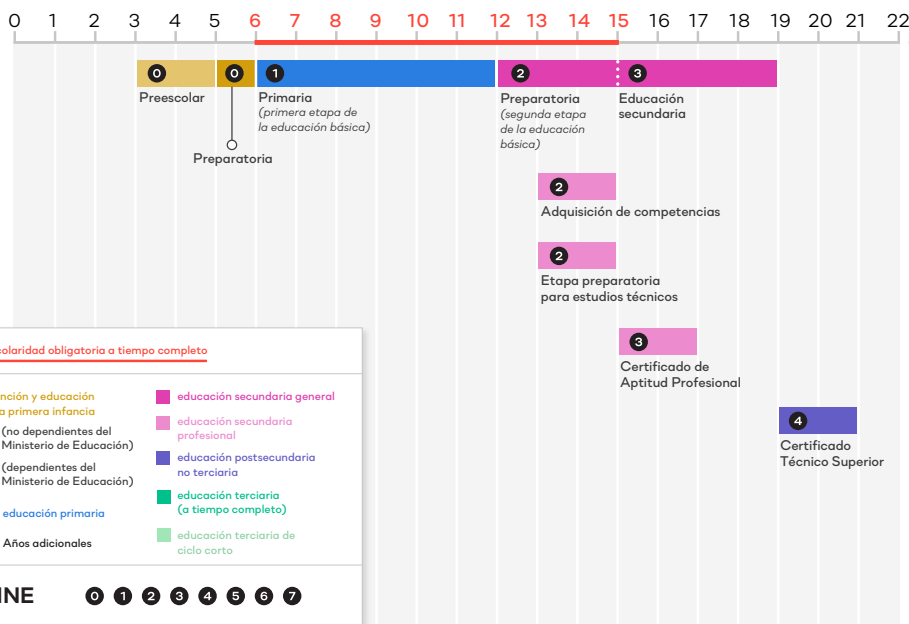 0 1 2 3 4 5 6 7 8 9 10 11 12 13 14 15 16 17 18 19 20 21 22
0 0 1 2 3
Preescolar
Primaria
(primera etapa de
la educación básica)
Preparatoria
(segunda etapa
de la educación
básica)
Educación
secundaria
Preparatoria
2
Adquisición de competencias
2
Etapa preparatoria
para estudios técnicos
3
Certificado de
Aptitud Profesional
4
Certificado
Técnico Superior
colaridad obligatoria a tiempo completo
nción y educación
a primera infancia
(no dependientes del
Ministerio de Educación)
(dependientes del
Ministerio de Educación)
educación primaria
Años adicionales
educación secundaria general
educación secundaria
profesional
educación postsecundaria
no terciaria
educación terciaria
(a tiempo completo)
educación terciaria de
ciclo corto
INE 0 1 2 3 4 5 6 7